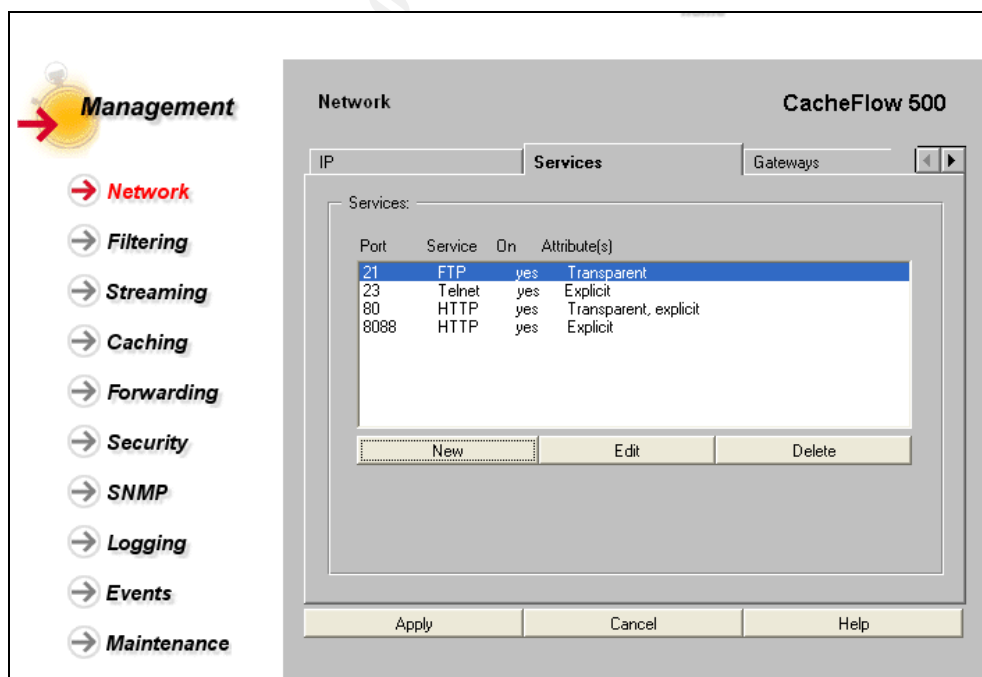 Management
Network
Filtering
Streaming
Caching
Forwarding
Security
SNMP
Logging
Events
Maintenance
Network
CacheFlow 500
IP
Services
Gateways
Services:
Port Service On Attribute(s)
21 FTP yes Transparent
23 Telnet yes Explicit
80 HTTP yes Transparent, explicit
8088 HTTP yes Explicit
New
Edit
Delete
Apply
Cancel
Help